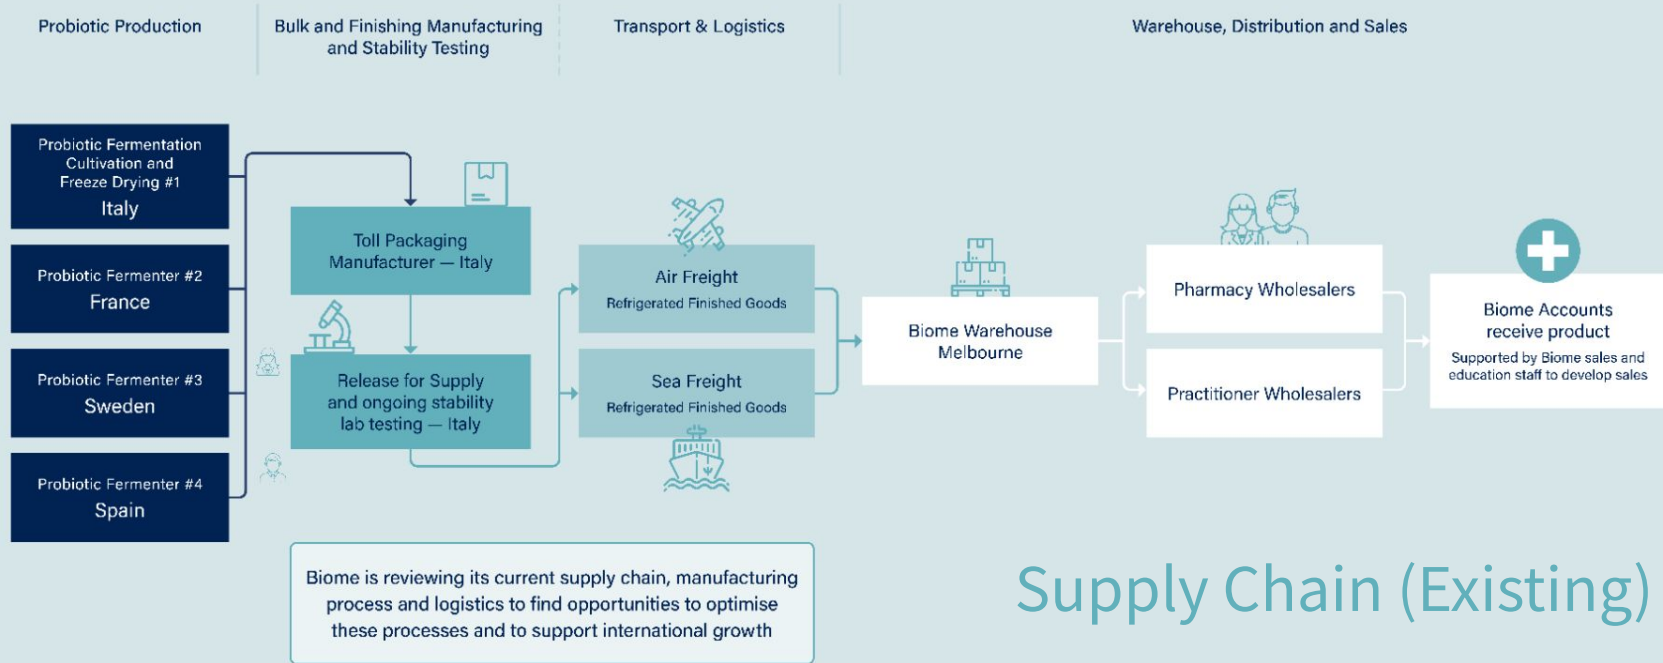 Probiotic Production
Bulk and Finishing Manufacturing
and Stability Testing
Transport & Logistics
Warehouse, Distribution and Sales
Probiotic Fermentation
Cultivation and
Freeze Drying #1
Italy
Probiotic Fermenter #2
France
Probiotic Fermenter #3
Sweden
Probiotic Fermenter #4
Spain
Toll Packaging
Manufacturer — Italy
Release for Supply
and ongoing stability
lab testing — Italy
Air Freight
Refrigerated Finished Goods
Sea Freight
Refrigerated Finished Goods
Biome Warehouse
Melbourne
Pharmacy Wholesalers
Practitioner Wholesalers
Biome Accounts
receive product
Supported by Biome sales and
education staff to develop sales
Biome is reviewing its current supply chain, manufacturing
process and logistics to find opportunities to optimise
these processes and to support international growth
Supply Chain (Existing)